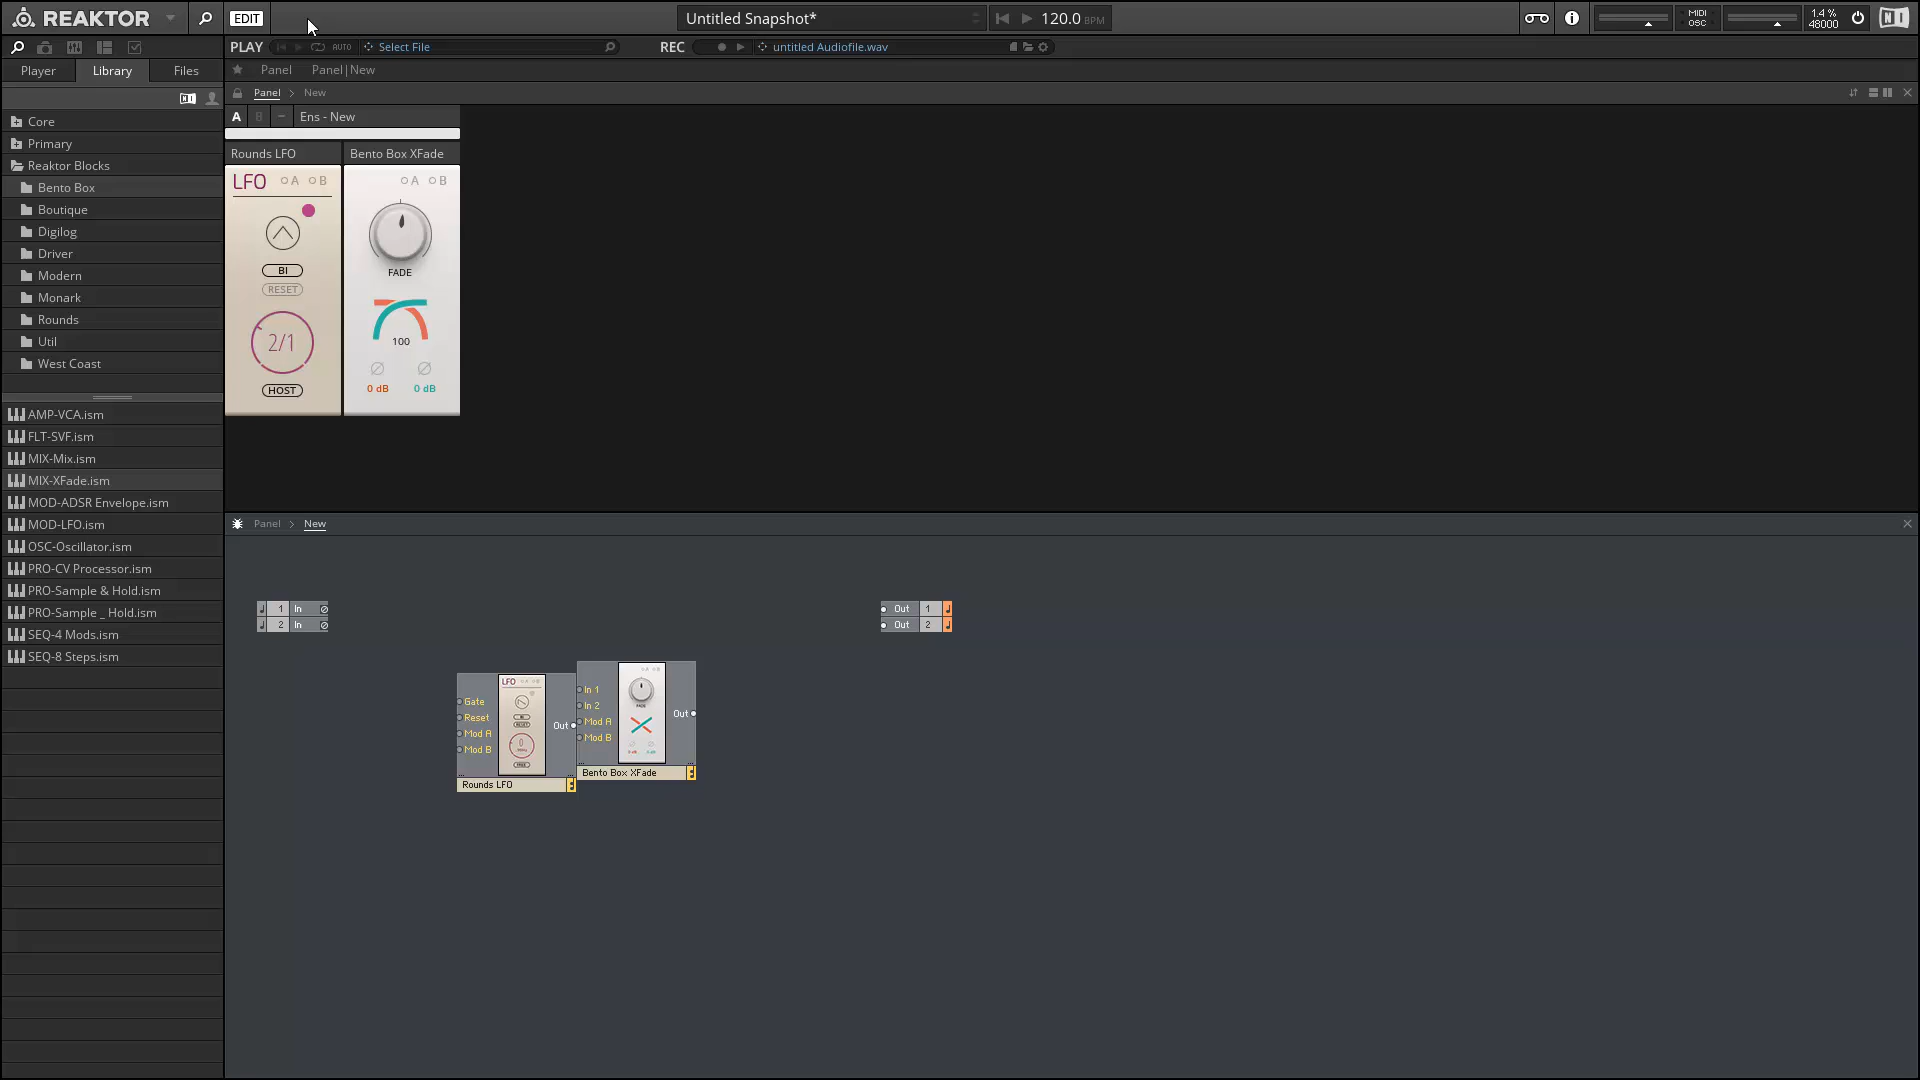 REAKTOR
EDIT
Untitled Snapshot*
120.0 BPM
MIDI
OSC
1.4 %
48000
PLAY
AUTO
Select File
REC
untitled Audiofile.wav
Player
Library
Files
Panel
Panel|New
Panel
New
Core
Primary
Reaktor Blocks
Bento Box
Boutique
Digilog
Driver
Modern
Monark
Rounds
Util
West Coast
AMP-VCA.ism
FLT-SVF.ism
MIX-Mix.ism
MIX-XFade.ism
MOD-ADSR Envelope.ism
MOD-LFO.ism
OSC-Oscillator.ism
PRO-CV Processor.ism
PRO-Sample & Hold.ism
PRO-Sample _ Hold.ism
SEQ-4 Mods.ism
SEQ-8 Steps.ism
A
B
Ens - New
Rounds LFO
Bento Box XFade
LFO
A B
BI
RESET
2/1
HOST
A B
FADE
100
0 dB
0 dB
Panel
New
1 In
2 In
Out 1
Out 2
Gate
Reset
Mod A
Mod B
LFO
Out
Rounds LFO
In 1
In 2
Mod A
Mod B
Out
Bento Box XFade